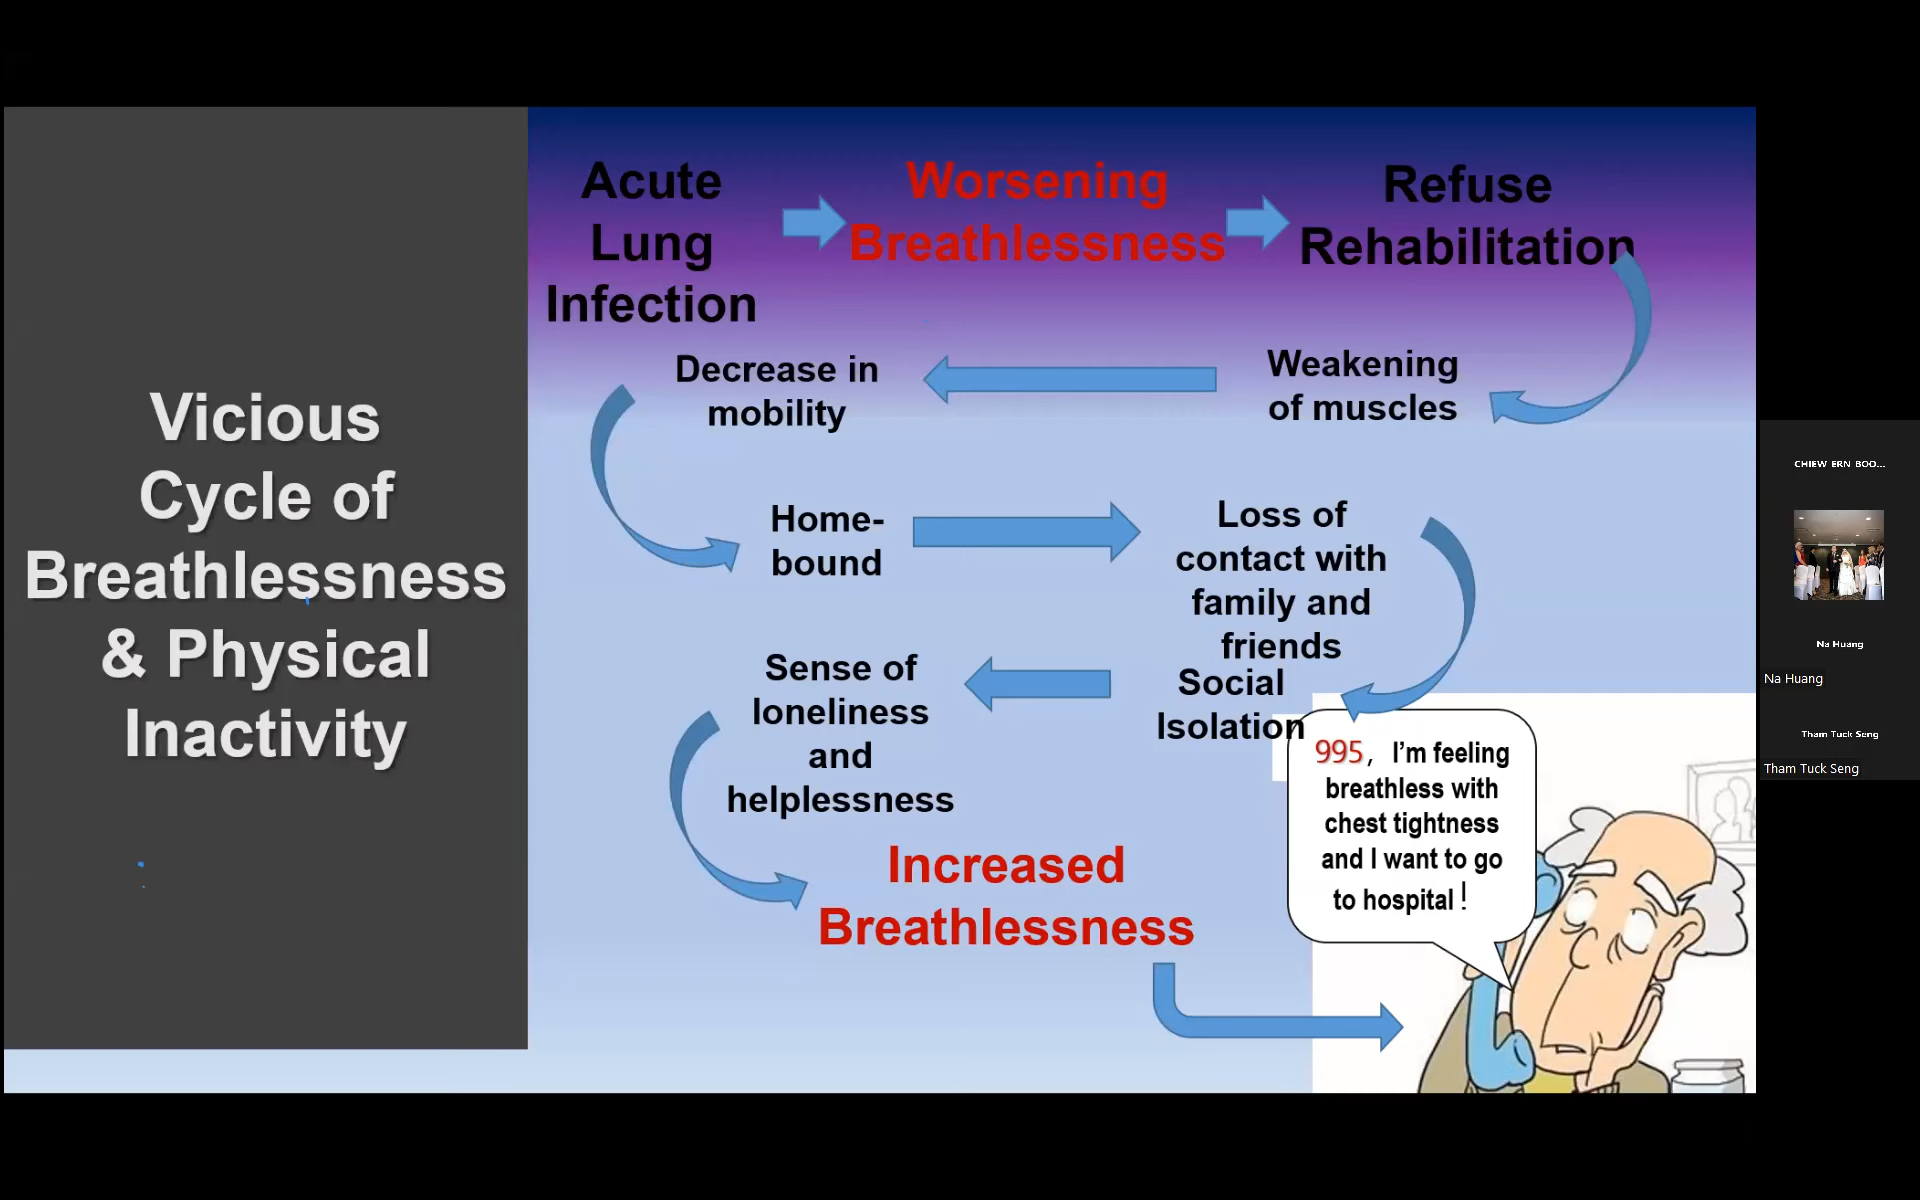 Vicious
Cycle of
Breathlessness
& Physical
Inactivity
Acute
Lung
Infection
Worsening
Breathlessness
Refuse
Rehabilitation
Weakening
of muscles
Decrease in
mobility
Home-
bound
Loss of
contact with
family and
friends
Social
Isolation
Sense of
loneliness
and
helplessness
Increased
Breathlessness
995, I'm feeling
breathless with
chest tightness
and I want to go
to hospital!
CHIEW ERN BOO...
Na Huang
Na Huang
Tham Tuck Seng
Tham Tuck Seng